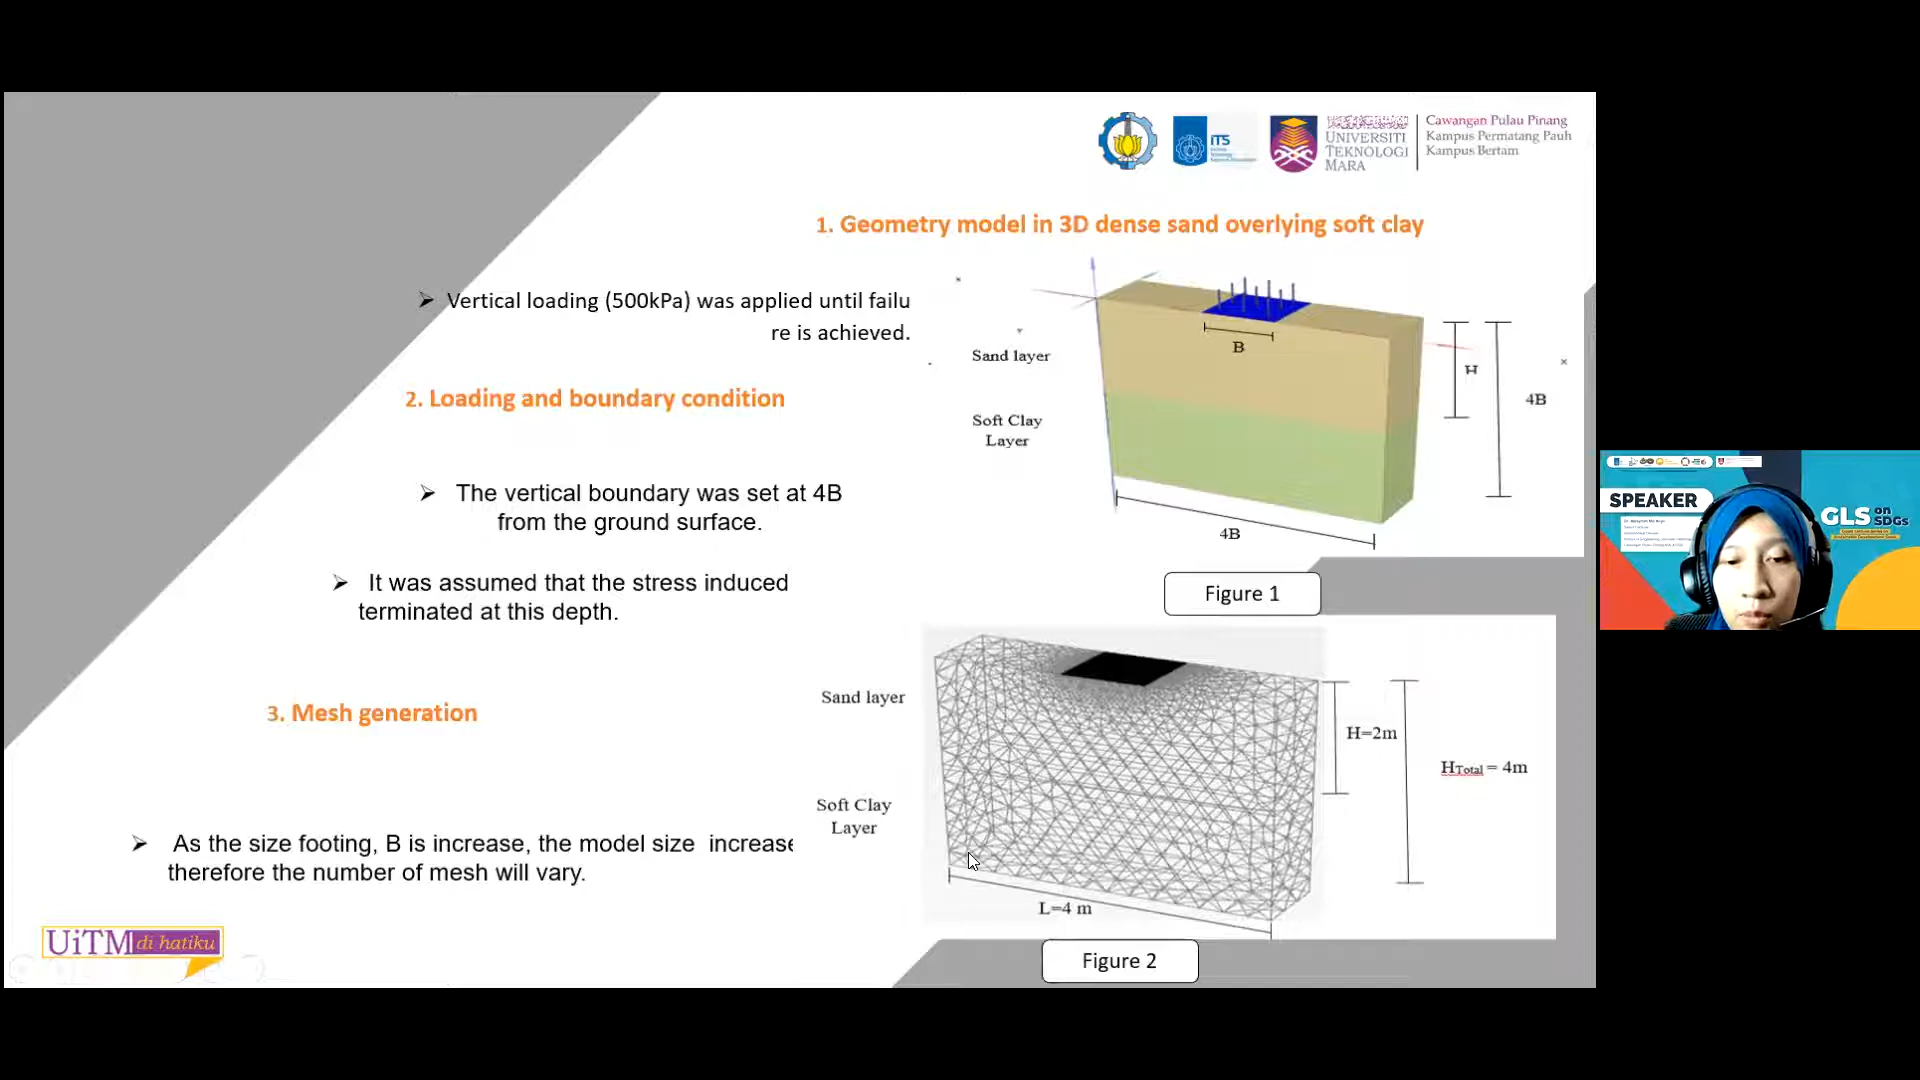 iTS
UNIVERSITI
TEKNOLOGI
MARA
Cawangan Pulau Pinang
Kampus Permatang Pauh
Kampus Bertam
1. Geometry model in 3D dense sand overlying soft clay
➢ Vertical loading (500kPa) was applied until failu
re is achieved.
2. Loading and boundary condition
➢ The vertical boundary was set at 4B
from the ground surface.
➢ It was assumed that the stress induced
terminated at this depth.
3. Mesh generation
➢ As the size footing, B is increase, the model size increase
therefore the number of mesh will vary.
UiTM di hatiku
Sand layer
Soft Clay
Layer
B
H
4B
4B
Figure 1
Sand layer
Soft Clay
Layer
H=2m
HTotal = 4m
L=4 m
Figure 2
SPEAKER
GLS on
SDGs